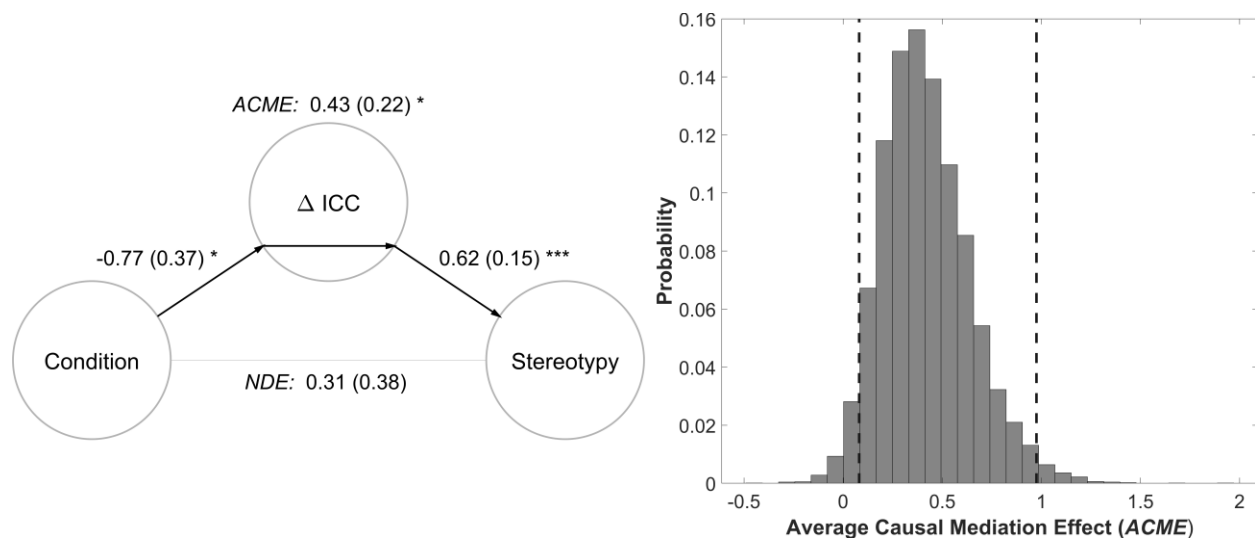 ACME: 0.43 (0.22) *
Δ ICC
-0.77 (0.37) *
0.62 (0.15) ***
Condition
Stereotypy
NDE: 0.31 (0.38)
0.16
0.14
0.12
0.1
0.08
0.06
0.04
0.02
0
Probability
-0.5
0
0.5
1
1.5
2
Average Causal Mediation Effect (ACME)